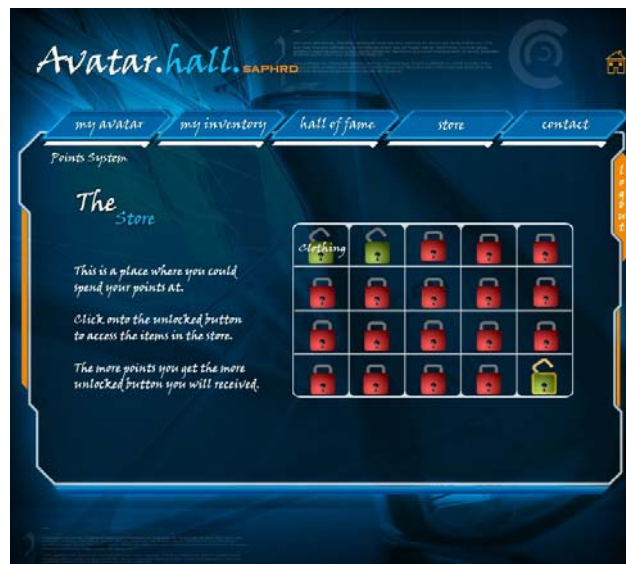 Avatar.hall.SAPHRD
my avatar my inventory hall of fame store contact
Points System
logout
The
Store
Clothing
This is a place where you could
spend your points at.
Click onto the unlocked button
to access the items in the store.
The more points you get the more
unlocked button you will received.